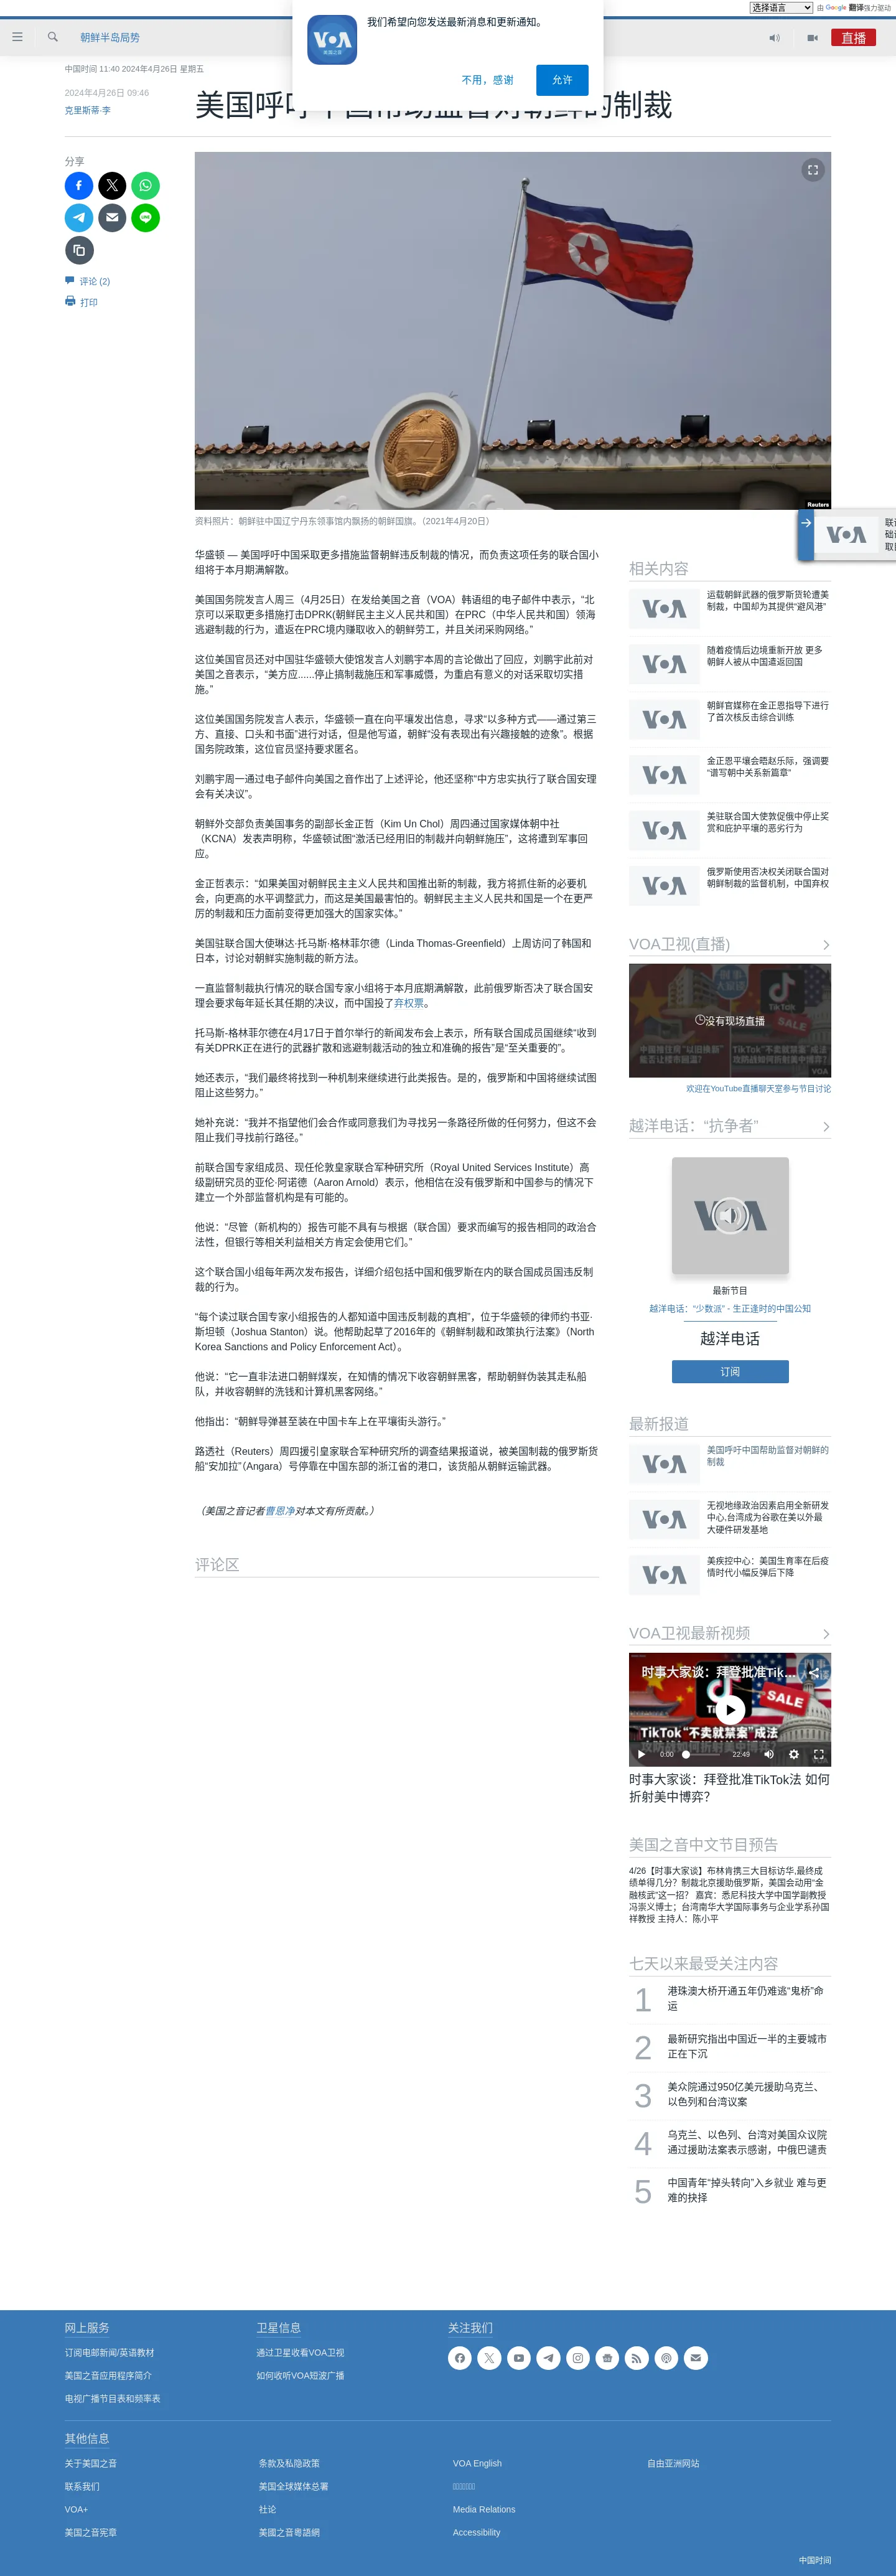 选择语言
由 Google 翻译强力驱动
我们希望向您发送最新消息和更新通知。
不用，感谢
允许
朝鲜半岛局势
直播
中国时间 11:40 2024年4月26日 星期五
2024年4月26日 09:46
克里斯蒂·李
美国呼吁中国帮助监督对朝鲜的制裁
分享
评论 (2)
打印
Reuters
资料照片：朝鲜驻中国辽宁丹东领事馆内飘扬的朝鲜国旗。（2021年4月20日）
华盛顿 — 美国呼吁中国采取更多措施监督朝鲜违反制裁的情况，而负责这项任务的联合国小
组将于本月期满解散。
美国国务院发言人周三（4月25日）在发给美国之音（VOA）韩语组的电子邮件中表示，“北
京可以采取更多措施打击DPRK(朝鲜民主主义人民共和国）在PRC（中华人民共和国）领海
逃避制裁的行为，遣返在PRC境内赚取收入的朝鲜劳工，并且关闭采购网络。”
这位美国官员还对中国驻华盛顿大使馆发言人刘鹏宇本周的言论做出了回应，刘鹏宇此前对
美国之音表示，“美方应......停止搞制裁施压和军事威慑，为重启有意义的对话采取切实措
施。”
这位美国国务院发言人表示，华盛顿一直在向平壤发出信息，寻求“以多种方式——通过第三
方、直接、口头和书面”进行对话，但是他写道，朝鲜“没有表现出有兴趣接触的迹象”。根据
国务院政策，这位官员坚持要求匿名。
刘鹏宇周一通过电子邮件向美国之音作出了上述评论，他还坚称“中方忠实执行了联合国安理
会有关决议”。
朝鲜外交部负责美国事务的副部长金正哲（Kim Un Chol）周四通过国家媒体朝中社
（KCNA）发表声明称，华盛顿试图“激活已经用旧的制裁并向朝鲜施压”，这将遭到军事回
应。
金正哲表示：“如果美国对朝鲜民主主义人民共和国推出新的制裁，我方将抓住新的必要机
会，向更高的水平调整武力，而这是美国最害怕的。朝鲜民主主义人民共和国是一个在更严
厉的制裁和压力面前变得更加强大的国家实体。”
美国驻联合国大使琳达·托马斯·格林菲尔德（Linda Thomas-Greenfield）上周访问了韩国和
日本，讨论对朝鲜实施制裁的新方法。
一直监督制裁执行情况的联合国专家小组将于本月底期满解散，此前俄罗斯否决了联合国安
理会要求每年延长其任期的决议，而中国投了弃权票。
托马斯-格林菲尔德在4月17日于首尔举行的新闻发布会上表示，所有联合国成员国继续“收到
有关DPRK正在进行的武器扩散和逃避制裁活动的独立和准确的报告”是“至关重要的”。
她还表示：“我们最终将找到一种机制来继续进行此类报告。是的，俄罗斯和中国将继续试图
阻止这些努力。”
她补充说：“我并不指望他们会合作或同意我们为寻找另一条路径所做的任何努力，但这不会
阻止我们寻找前行路径。”
前联合国专家组成员、现任伦敦皇家联合军种研究所（Royal United Services Institute）高
级副研究员的亚伦·阿诺德（Aaron Arnold）表示，他相信在没有俄罗斯和中国参与的情况下
建立一个外部监督机构是有可能的。
他说：“尽管（新机构的）报告可能不具有与根据（联合国）要求而编写的报告相同的政治合
法性，但银行等相关利益相关方肯定会使用它们。”
这个联合国小组每年两次发布报告，详细介绍包括中国和俄罗斯在内的联合国成员国违反制
裁的行为。
“每个读过联合国专家小组报告的人都知道中国违反制裁的真相”，位于华盛顿的律师约书亚·
斯坦顿（Joshua Stanton）说。他帮助起草了2016年的《朝鲜制裁和政策执行法案》（North
Korea Sanctions and Policy Enforcement Act）。
他说：“它一直非法进口朝鲜煤炭，在知情的情况下收容朝鲜黑客，帮助朝鲜伪装其走私船
队，并收容朝鲜的洗钱和计算机黑客网络。”
他指出：“朝鲜导弹甚至装在中国卡车上在平壤街头游行。”
路透社（Reuters）周四援引皇家联合军种研究所的调查结果报道说，被美国制裁的俄罗斯货
船“安加拉”（Angara）号停靠在中国东部的浙江省的港口，该货船从朝鲜运输武器。
（美国之音记者曹恩净对本文有所贡献。）
评论区
相关内容
VOA
运载朝鲜武器的俄罗斯货轮遭美
制裁，中国却为其提供“避风港”
VOA
随着疫情后边境重新开放 更多
朝鲜人被从中国遣返回国
VOA
朝鲜官媒称在金正恩指导下进行
了首次核反击综合训练
VOA
金正恩平壤会晤赵乐际，强调要
“谱写朝中关系新篇章”
VOA
美驻联合国大使敦促俄中停止奖
赏和庇护平壤的恶劣行为
VOA
俄罗斯使用否决权关闭联合国对
朝鲜制裁的监督机制，中国弃权
VOA卫视(直播)
没有现场直播
欢迎在YouTube直播聊天室参与节目讨论
越洋电话：“抗争者”
最新节目
越洋电话：“少数派” - 生正逢时的中国公知
越洋电话
订阅
最新报道
VOA
美国呼吁中国帮助监督对朝鲜的
制裁
VOA
无视地缘政治因素启用全新研发
中心,台湾成为谷歌在美以外最
大硬件研发基地
VOA
美疾控中心：美国生育率在后疫
情时代小幅反弹后下降
VOA卫视最新视频
时事大家谈：拜登批准Tik…
TikTok“不卖就禁案”成法
0:00
22:49
时事大家谈：拜登批准TikTok法 如何
折射美中博弈？
美国之音中文节目预告
4/26【时事大家谈】布林肯携三大目标访华,最终成
绩单得几分？制裁北京援助俄罗斯，美国会动用“金
融核武”这一招？ 嘉宾：悉尼科技大学中国学副教授
冯崇义博士；台湾南华大学国际事务与企业学系孙国
祥教授 主持人：陈小平
七天以来最受关注内容
1 港珠澳大桥开通五年仍难逃“鬼桥”命
运
2 最新研究指出中国近一半的主要城市
正在下沉
3 美众院通过950亿美元援助乌克兰、
以色列和台湾议案
4 乌克兰、以色列、台湾对美国众议院
通过援助法案表示感谢，中俄巴谴责
5 中国青年“掉头转向”入乡就业 难与更
难的抉择
网上服务
订阅电邮新闻/英语教材
美国之音应用程序简介
电视广播节目表和频率表
卫星信息
通过卫星收看VOA卫视
如何收听VOA短波广播
关注我们
其他信息
关于美国之音
联系我们
VOA+
美国之音宪章
条款及私隐政策
美国全球媒体总署
社论
美國之音粵語網
VOA English
Media Relations
Accessibility
自由亚洲网站
中国时间